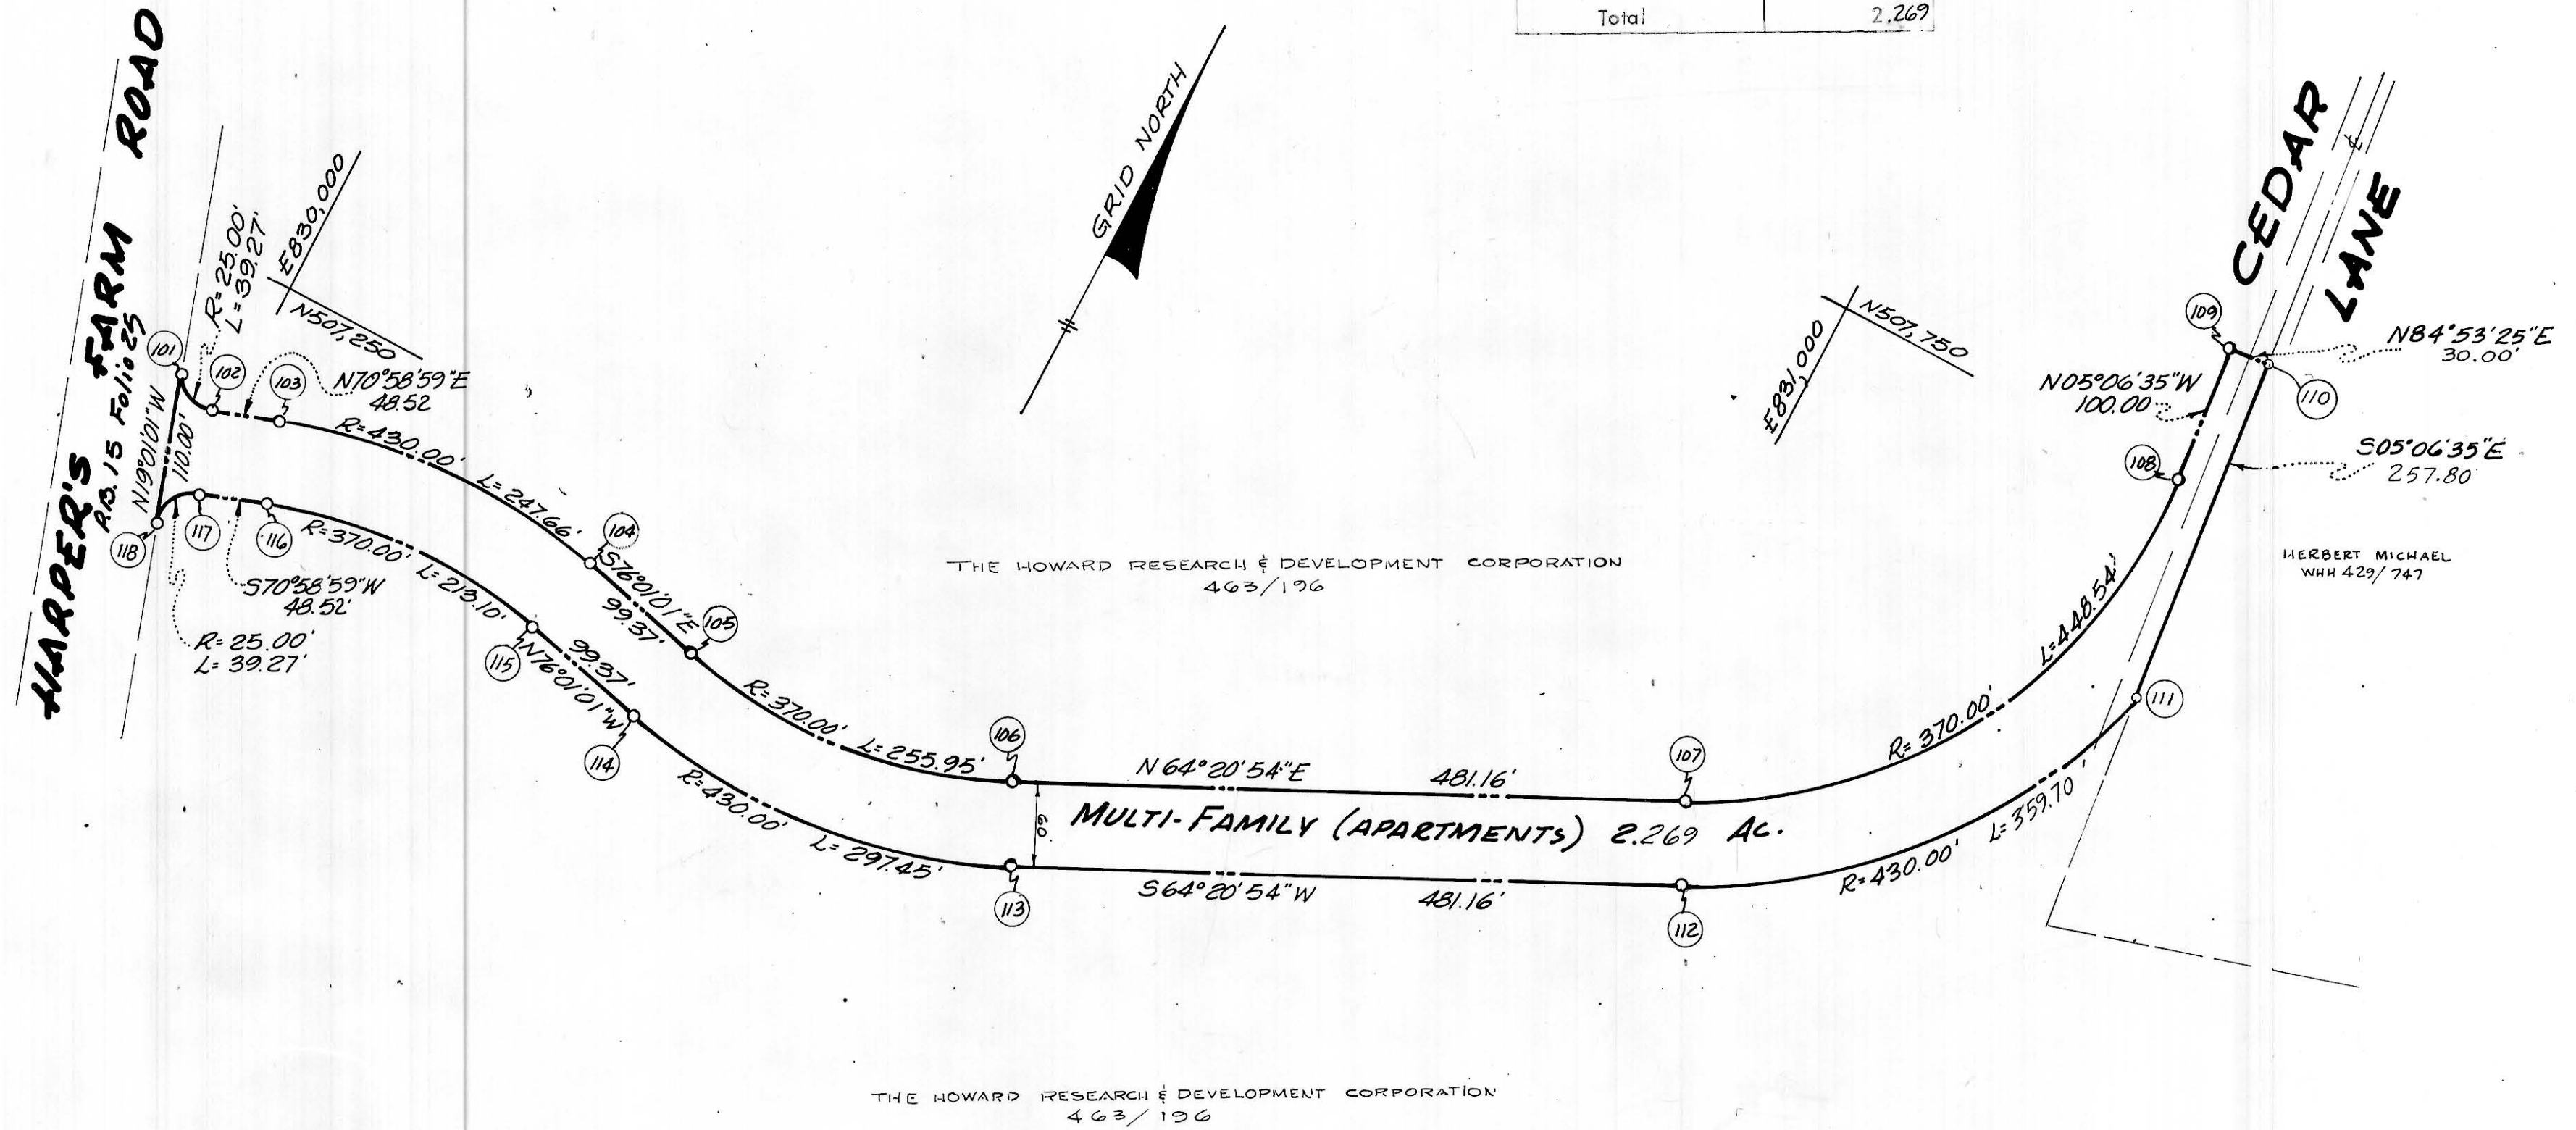 Total 2,269
HARPER'S FARM ROAD
P.B. 15 Folio 25
GRID NORTH
CEDAR
LANE
E830,000
N507,250
R=25.00'
L=39.27'
101
102
103
N70°58'59"E
48.52
N19°01'01"W
110.00'
118
117
116
S70°58'59"W
48.52'
R=25.00'
L=39.27'
R=430.00'
L=247.66'
R=370.00'
L=213.10'
104
S76°01'01"E
99.37'
105
115
99.37'
N76°01'01"W
114
R=370.00'
L=255.95'
R=430.00'
L=297.45'
106
113
60'
THE HOWARD RESEARCH & DEVELOPMENT CORPORATION
463/196
N64°20'54"E 481.16'
MULTI-FAMILY (APARTMENTS) 2.269 AC.
S64°20'54"W 481.16'
107
112
E831,000
N507,750
R=370.00'
L=448.54'
R=430.00'
L=359.70'
108
109
110
111
N05°06'35"W
100.00
N84°53'25"E
30.00'
S05°06'35"E
257.80
HERBERT MICHAEL
WHH 429/747
THE HOWARD RESEARCH & DEVELOPMENT CORPORATION
463/196